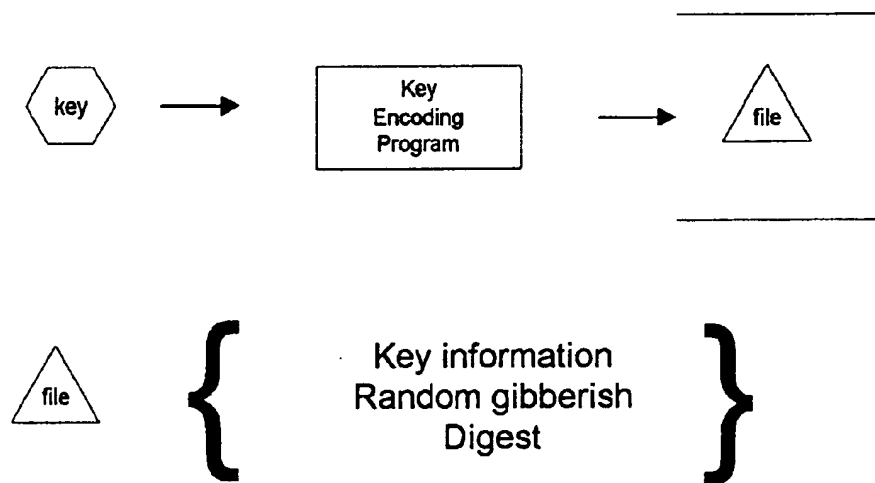 key
Key
Encoding
Program
file
file
Key information
Random gibberish
Digest